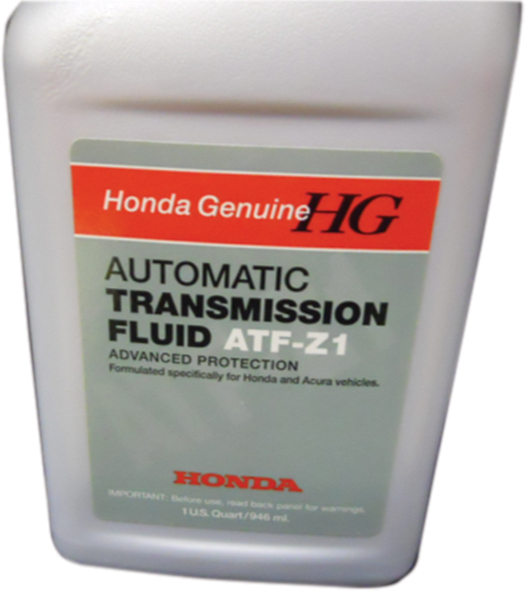 Honda Genuine HG
AUTOMATIC
TRANSMISSION
FLUID ATF-Z1
ADVANCED PROTECTION
Formulated specifically for Honda and Acura vehicles.
HONDA
IMPORTANT: Before use, read back panel for warnings.
1 U.S. Quart/946 ml.